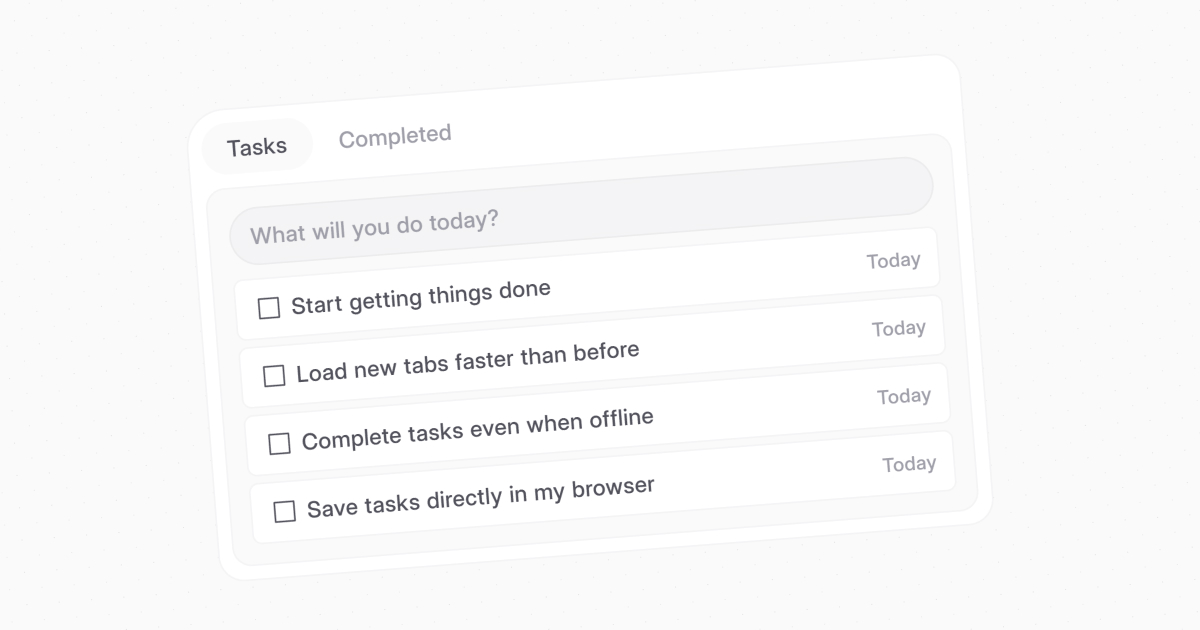 Tasks Completed
What will you do today?
Start getting things done Today
Load new tabs faster than before Today
Complete tasks even when offline Today
Save tasks directly in my browser Today